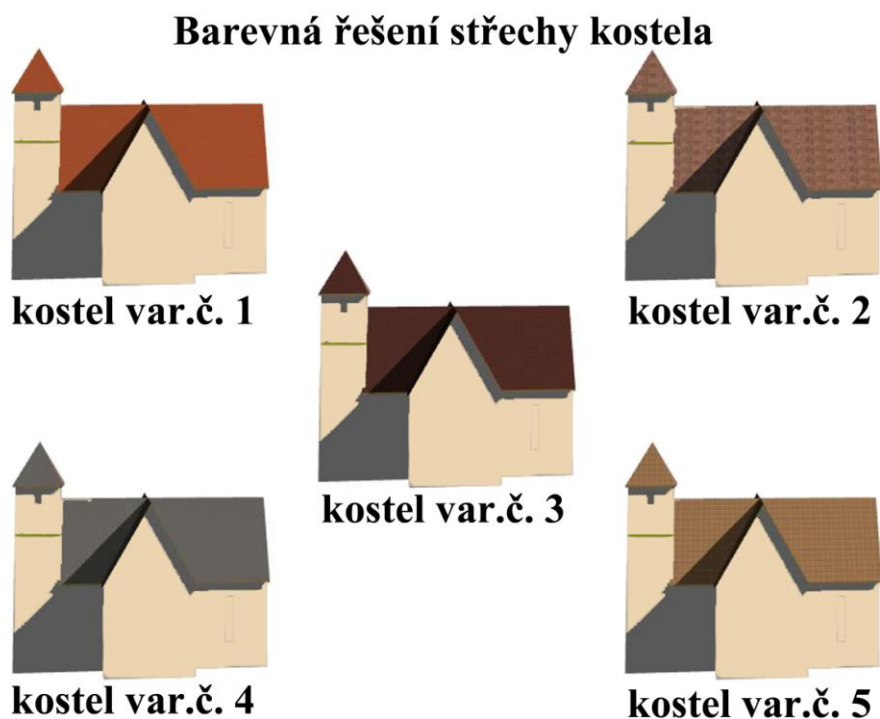 Barevná řešení střechy kostela
kostel var.č. 1
kostel var.č. 2
kostel var.č. 3
kostel var.č. 4
kostel var.č. 5